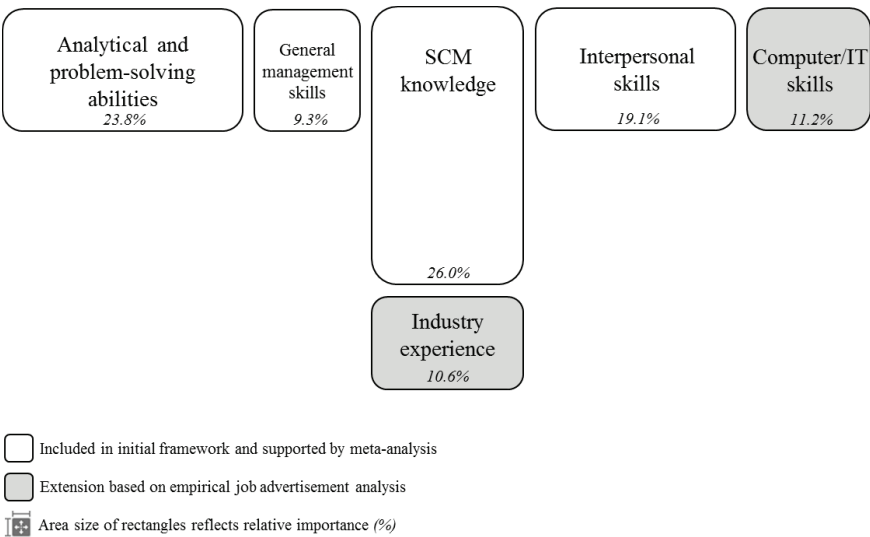 Analytical and
problem-solving
abilities
23.8%
General
management
skills
9.3%
SCM
knowledge
26.0%
Interpersonal
skills
19.1%
Computer/IT
skills
11.2%
Industry
experience
10.6%
Included in initial framework and supported by meta-analysis
Extension based on empirical job advertisement analysis
Area size of rectangles reflects relative importance (%)